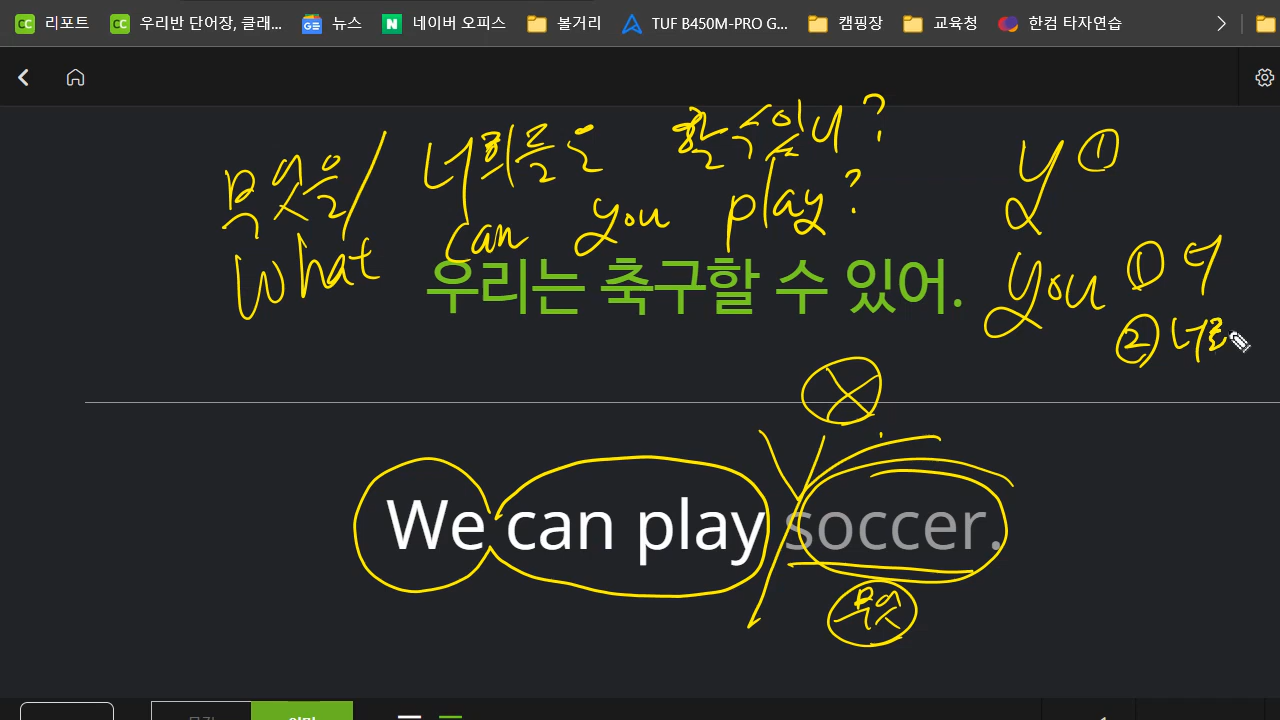 리포트 우리반 단어장, 클래... 뉴스 네이버 오피스 볼거리 TUF B450M-PRO G... 캠핑장 교육청 한컴 타자연습
무엇을 / 너희들은 할 수 있니?
What can you play?
y ①
you ① 너
② 너희
우리는 축구할 수 있어.
We can play soccer.
무엇